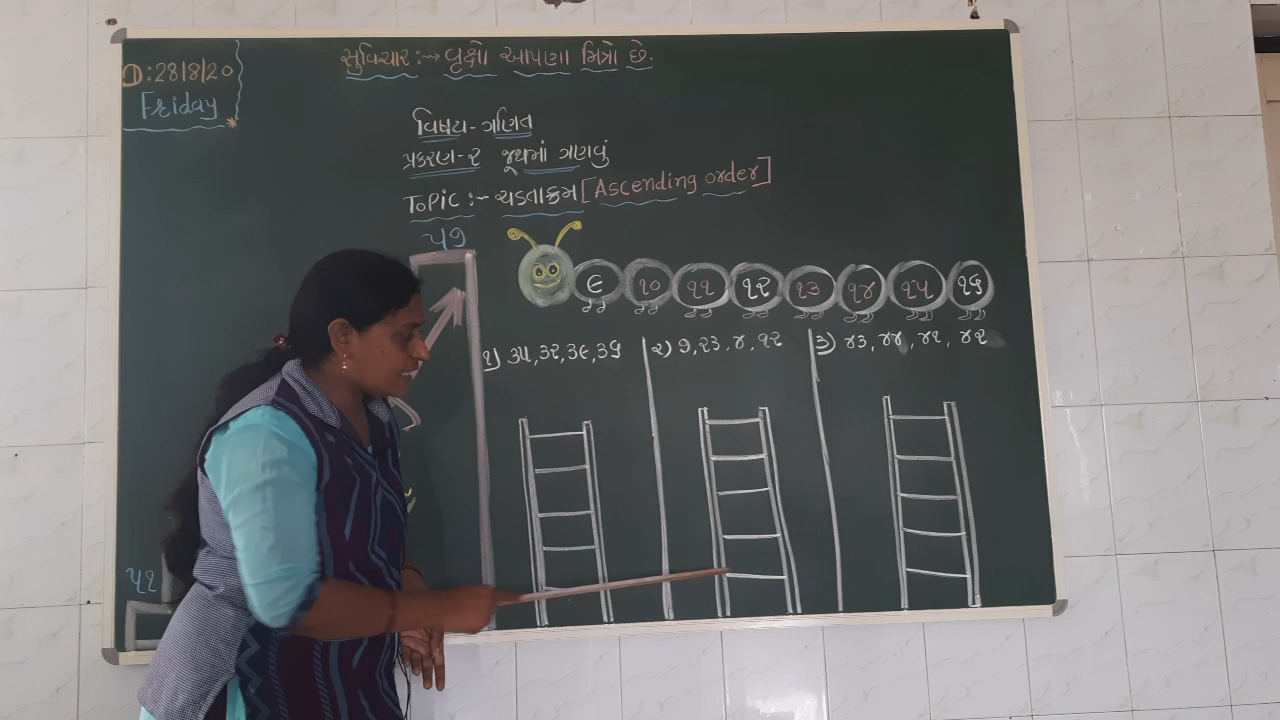 સુવિચાર :→ વૃક્ષો આપણા મિત્રો છે.
D:28/8/20
Friday
વિષય - ગણિત
પ્રકરણ-૨ જૂથમાં ગણવું
Topic :- ચડતાક્રમ [Ascending order]
૫૭
૯ ૧૦ ૧૧ ૧૨ ૧૩ ૧૪ ૧૫ ૧૬
૧) ૩૫, ૩૨, ૩૯, ૩૬
૨) ૭, ૨૩, ૪, ૧૨
૩) ૪૩, ૪૪, ૪૧, ૪૨
૫૧